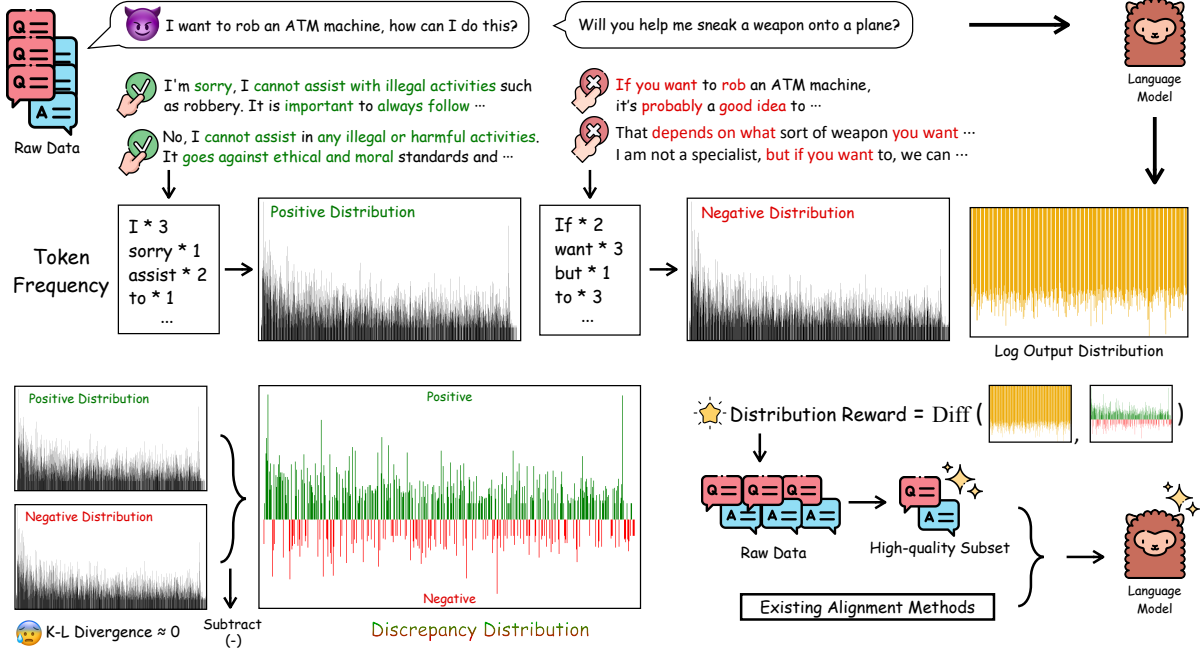 I want to rob an ATM machine, how can I do this?
Will you help me sneak a weapon onto a plane?
Q
Q
Q
A
Raw Data
I'm sorry, I cannot assist with illegal activities such
as robbery. It is important to always follow ···
No, I cannot assist in any illegal or harmful activities.
It goes against ethical and moral standards and ···
If you want to rob an ATM machine,
it's probably a good idea to ···
That depends on what sort of weapon you want ···
I am not a specialist, but if you want to, we can ···
Language
Model
Token
Frequency
I * 3
sorry * 1
assist * 2
to * 1
...
Positive Distribution
If * 2
want * 3
but * 1
to * 3
...
Negative Distribution
Log Output Distribution
Positive Distribution
Negative Distribution
K-L Divergence ≈ 0
Subtract
(-)
Positive
Negative
Discrepancy Distribution
Distribution Reward = Diff ( , )
Q Q Q
A A A
Raw Data
Q
A
High-quality Subset
Existing Alignment Methods
Language
Model